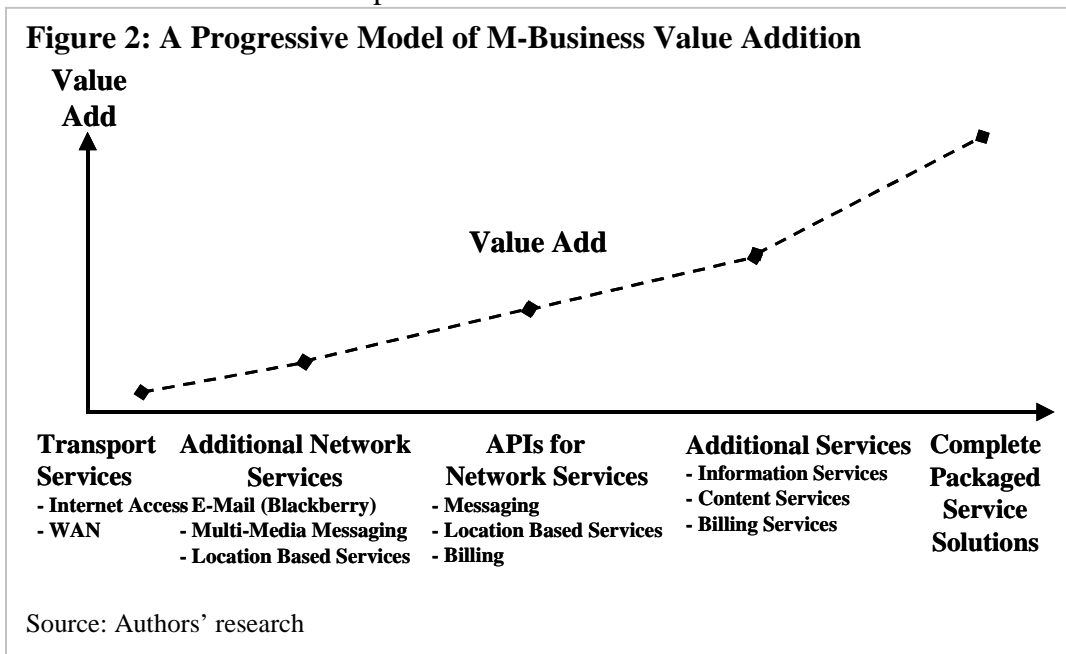 Figure 2: A Progressive Model of M-Business Value Addition
Value
Add
Value Add
Transport
Services
- Internet Access
- WAN
Additional Network
Services
E-Mail (Blackberry)
- Multi-Media Messaging
- Location Based Services
APIs for
Network Services
- Messaging
- Location Based Services
- Billing
Additional Services
- Information Services
- Content Services
- Billing Services
Complete
Packaged
Service
Solutions
Source: Authors’ research